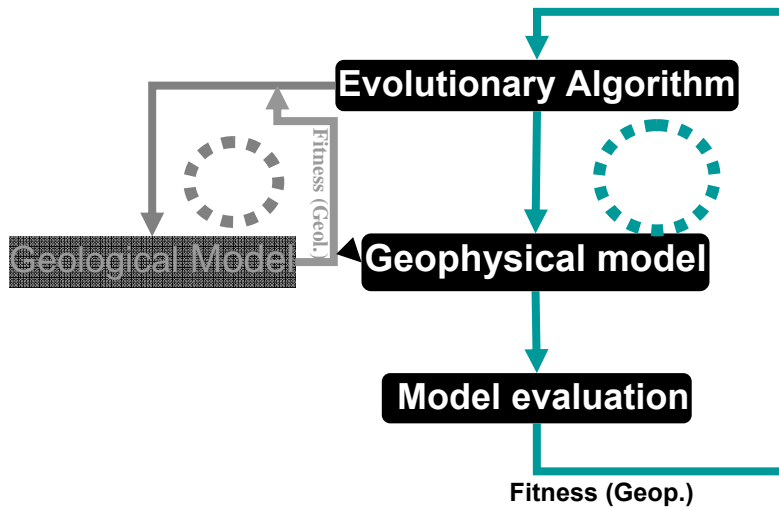 Evolutionary Algorithm
Fitness (Geol.)
Geological Model
Geophysical model
Model evaluation
Fitness (Geop.)